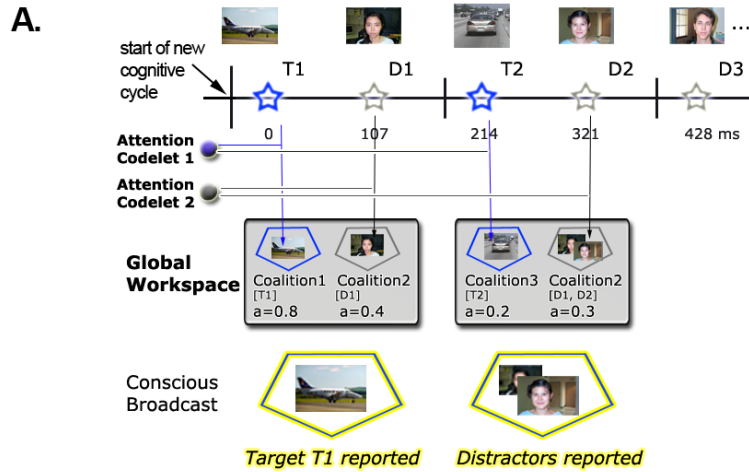 A.
start of new
cognitive
cycle
...
T1 D1 T2 D2 D3
0 107 214 321 428 ms
Attention
Codelet 1
Attention
Codelet 2
Global
Workspace
Coalition1 Coalition2 Coalition3 Coalition2
[T1] [D1] [T2] [D1, D2]
a=0.8 a=0.4 a=0.2 a=0.3
Conscious
Broadcast
Target T1 reported Distractors reported